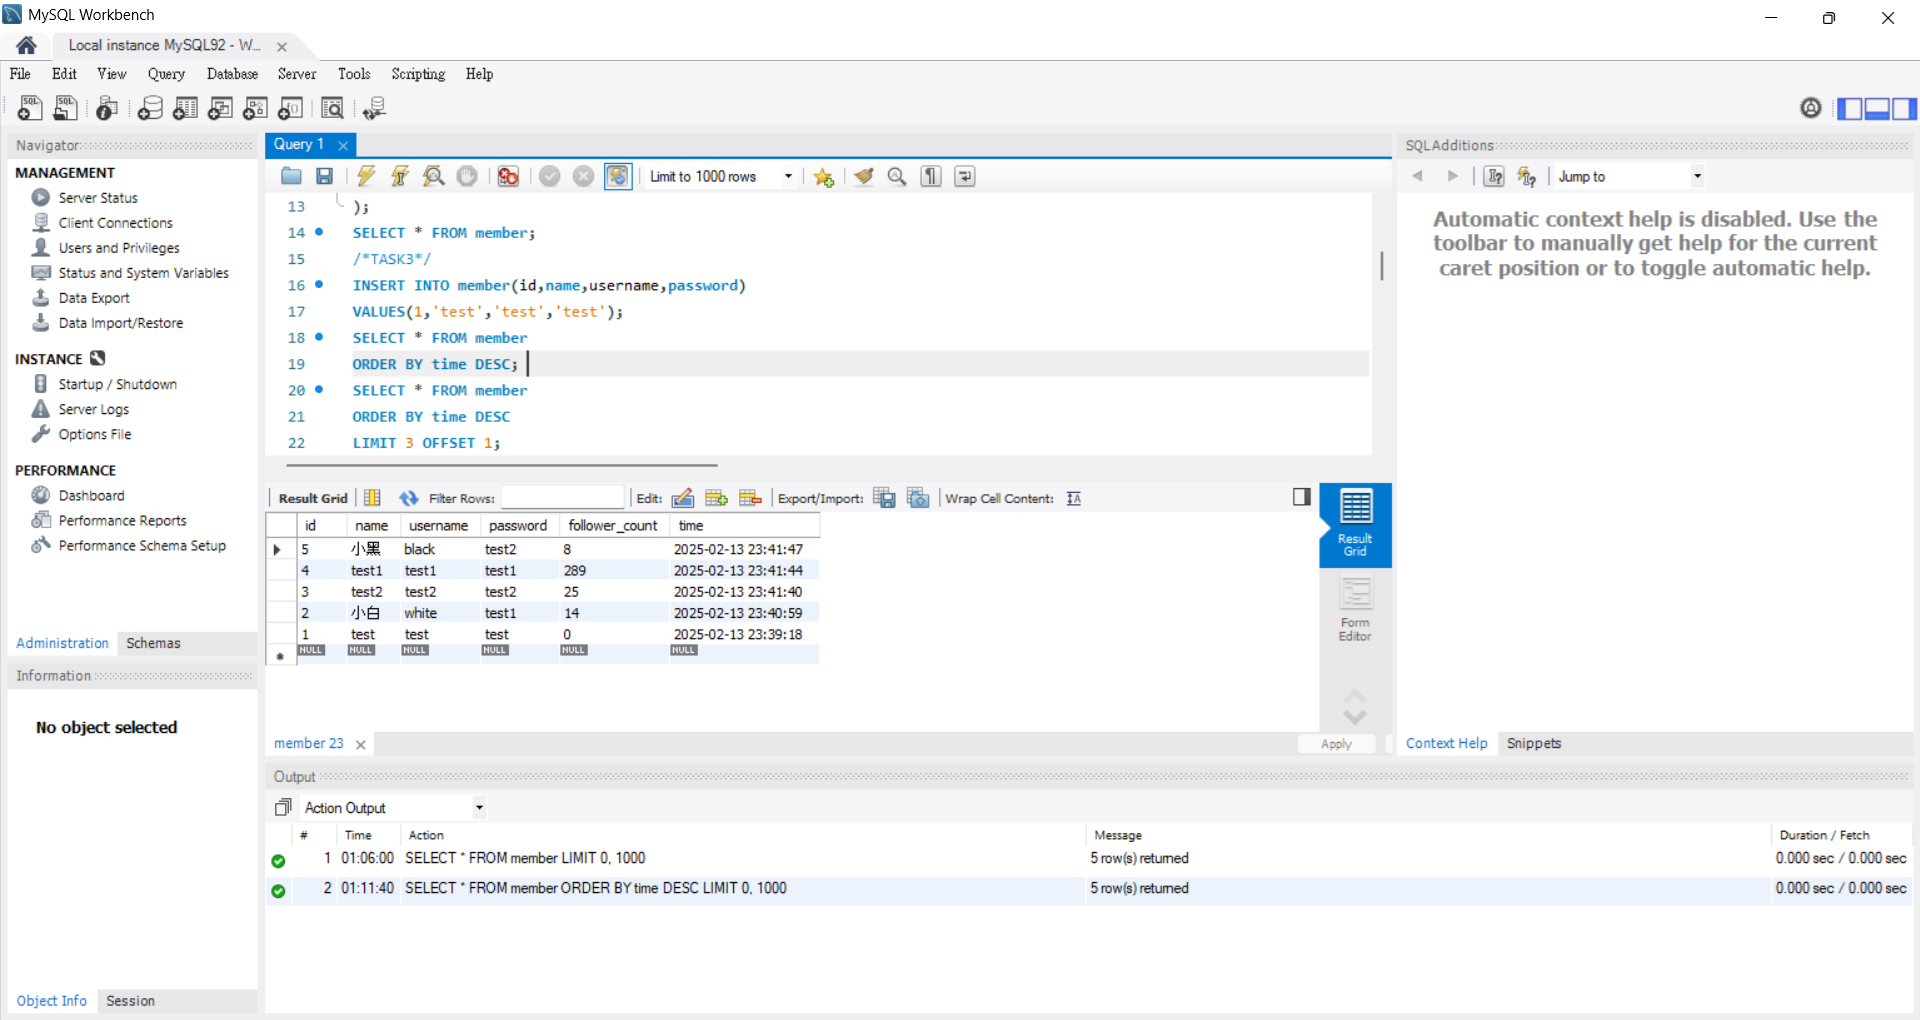 MySQL Workbench
Local instance MySQL92 - W...
File Edit View Query Database Server Tools Scripting Help
Navigator
MANAGEMENT
Server Status
Client Connections
Users and Privileges
Status and System Variables
Data Export
Data Import/Restore
INSTANCE
Startup / Shutdown
Server Logs
Options File
PERFORMANCE
Dashboard
Performance Reports
Performance Schema Setup
Administration Schemas
Information
No object selected
Object Info Session
Query 1
Limit to 1000 rows
13 );
14 SELECT * FROM member;
15 /*TASK3*/
16 INSERT INTO member(id,name,username,password)
17 VALUES(1,'test','test','test');
18 SELECT * FROM member
19 ORDER BY time DESC;
20 SELECT * FROM member
21 ORDER BY time DESC
22 LIMIT 3 OFFSET 1;
Result Grid Filter Rows: Edit: Export/Import: Wrap Cell Content:
id name username password follower_count time
5 小黑 black test2 8 2025-02-13 23:41:47
4 test1 test1 test1 289 2025-02-13 23:41:44
3 test2 test2 test2 25 2025-02-13 23:41:40
2 小白 white test1 14 2025-02-13 23:40:59
1 test test test 0 2025-02-13 23:39:18
NULL NULL NULL NULL NULL NULL
Result
Grid
Form
Editor
member 23
Apply
SQLAdditions
Jump to
Automatic context help is disabled. Use the
toolbar to manually get help for the current
caret position or to toggle automatic help.
Context Help Snippets
Output
Action Output
# Time Action Message Duration / Fetch
1 01:06:00 SELECT * FROM member LIMIT 0, 1000 5 row(s) returned 0.000 sec / 0.000 sec
2 01:11:40 SELECT * FROM member ORDER BY time DESC LIMIT 0, 1000 5 row(s) returned 0.000 sec / 0.000 sec